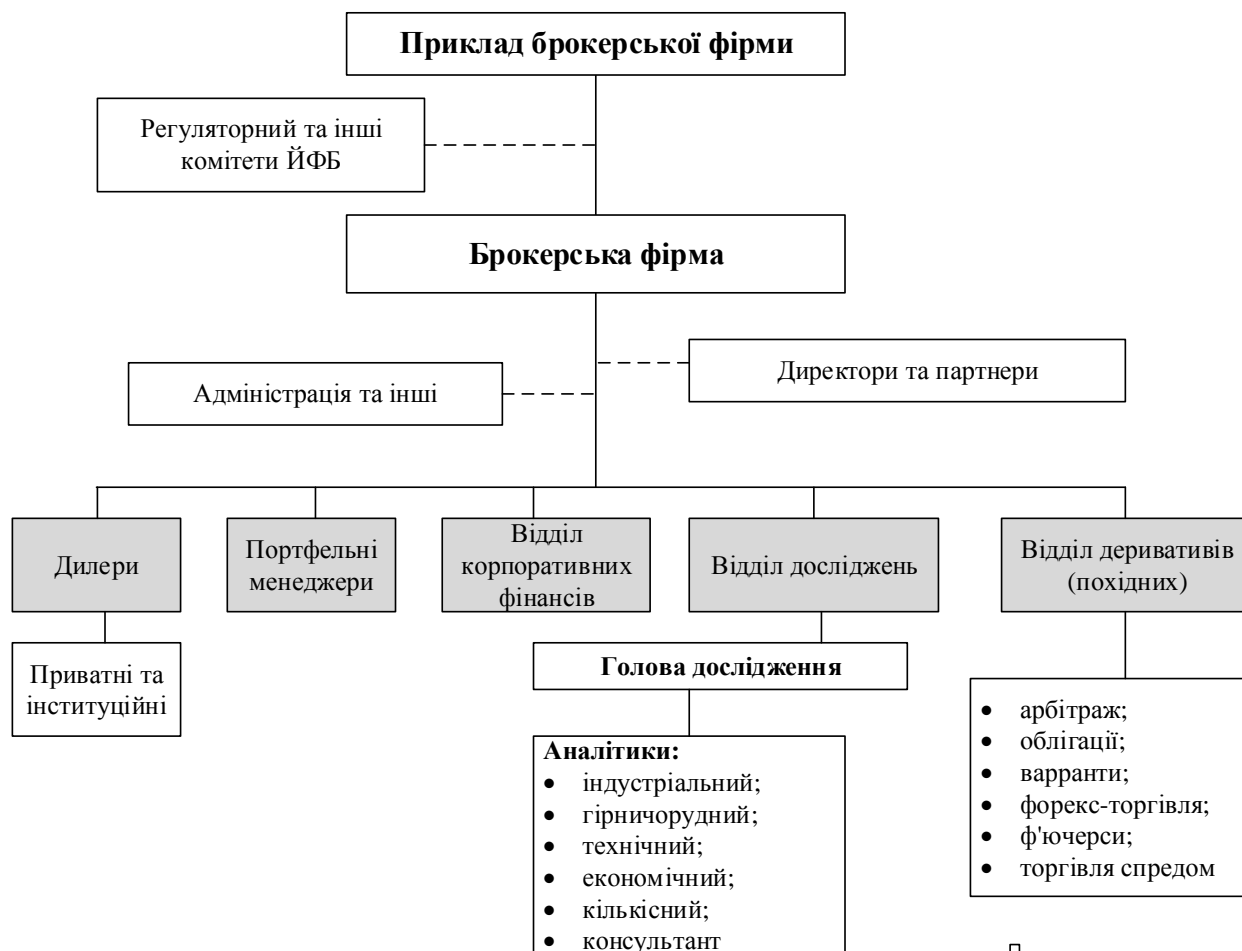 Приклад брокерської фірми
Регуляторний та інші
комітети ЙФБ
Брокерська фірма
Директори та партнери
Адміністрація та інші
Дилери
Портфельні
менеджери
Відділ
корпоративних
фінансів
Відділ досліджень
Відділ деривативів
(похідних)
Приватні та
інституційні
Голова дослідження
Аналітики:
• індустріальний;
• гірничорудний;
• технічний;
• економічний;
• кількісний;
• консультант
• арбітраж;
• облігації;
• варранти;
• форекс-торгівля;
• ф'ючерси;
• торгівля спредом